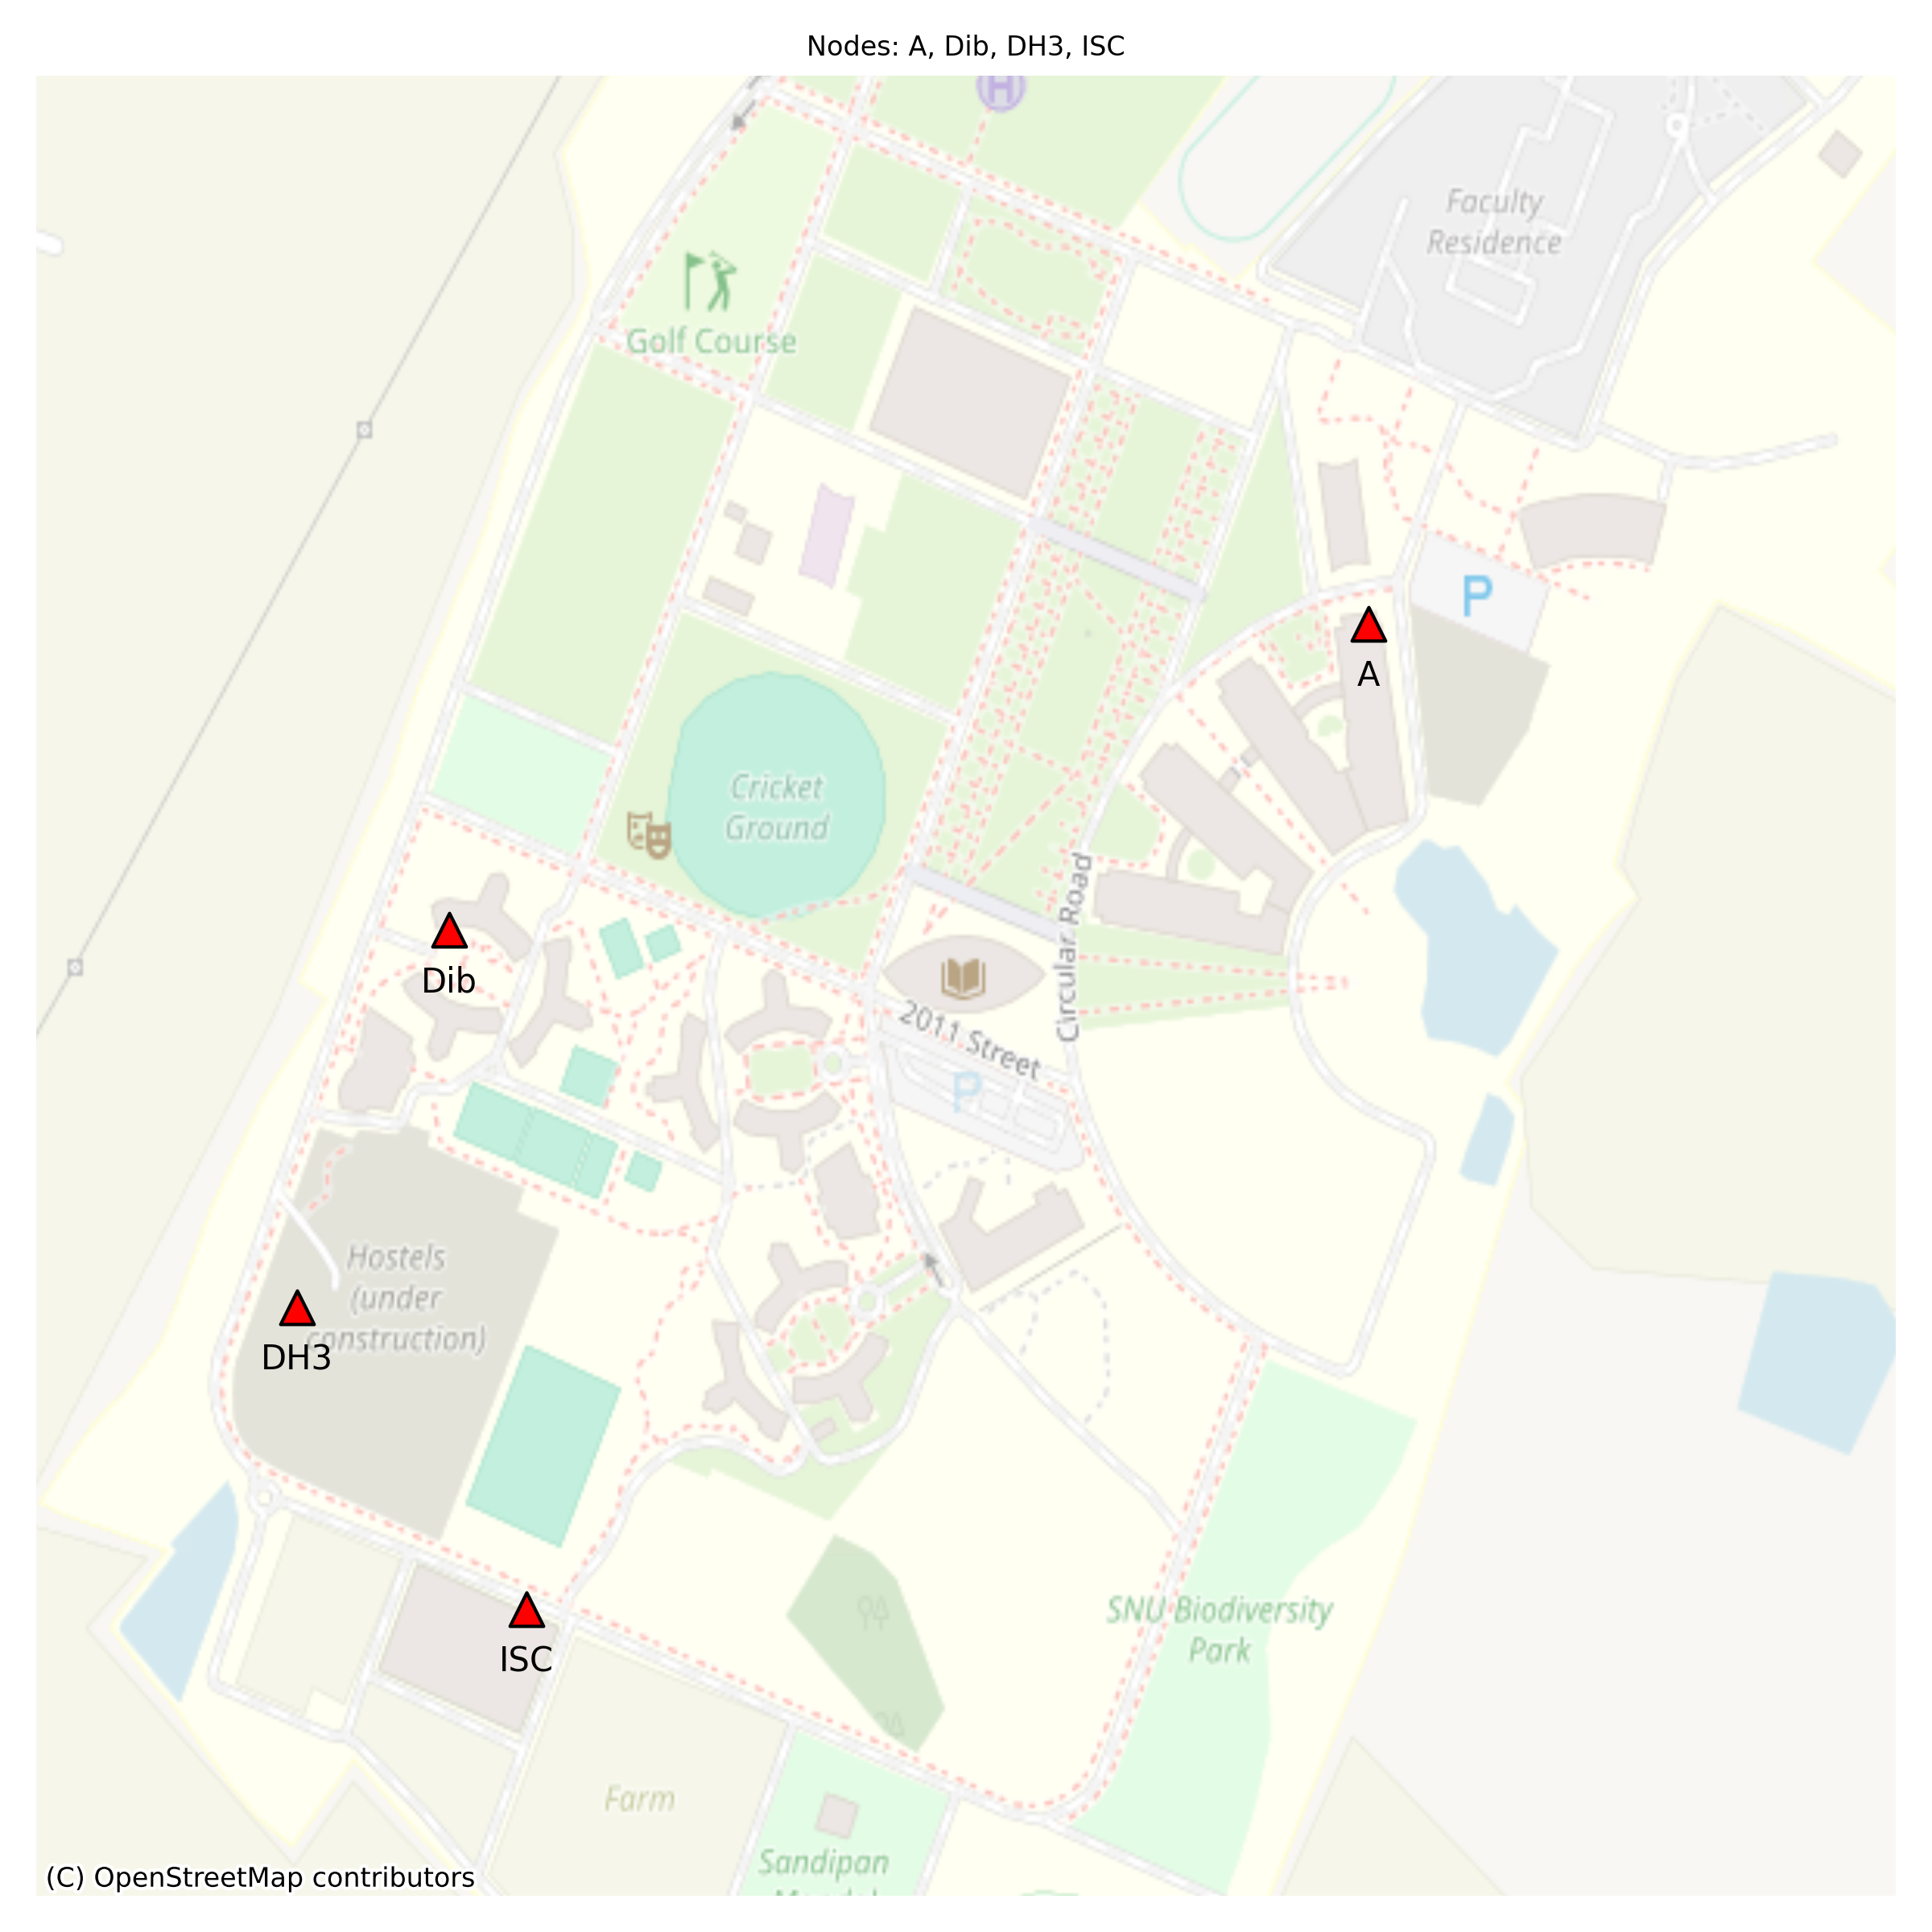 Nodes: A, Dib, DH3, ISC
H
Faculty
Residence
Golf Course
P
A
Cricket
Ground
Circular Road
Dib
2011 Street
P
Hostels
(under
construction)
DH3
SNU Biodiversity
Park
ISC
Farm
Sandipan
(C) OpenStreetMap contributors